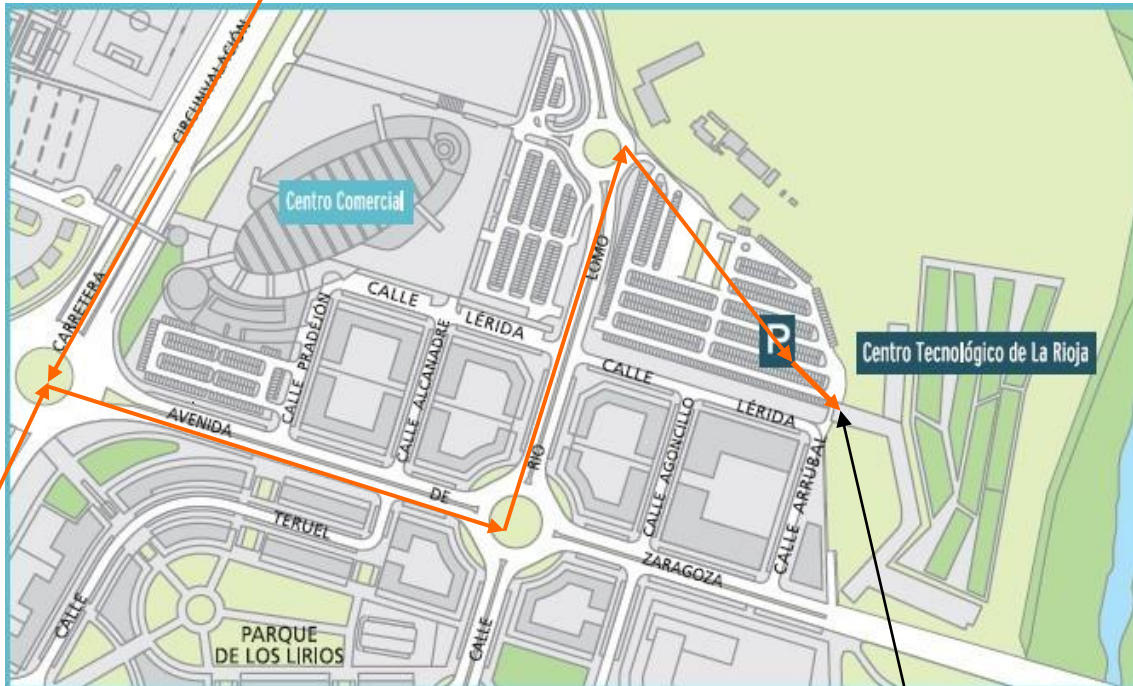 CIRCUNVALACIÓN
CARRETERA
Centro Comercial
LOMO
RIO
CALLE
CALLE
LÉRIDA
CALLE PRADEJÓN
CALLE ALCANADRE
P
Centro Tecnológico de La Rioja
CALLE
LÉRIDA
CALLE AGONCILLO
CALLE ARRUBAL
AVENIDA
DE
ZARAGOZA
CALLE
TERUEL
PARQUE
DE LOS LIRIOS